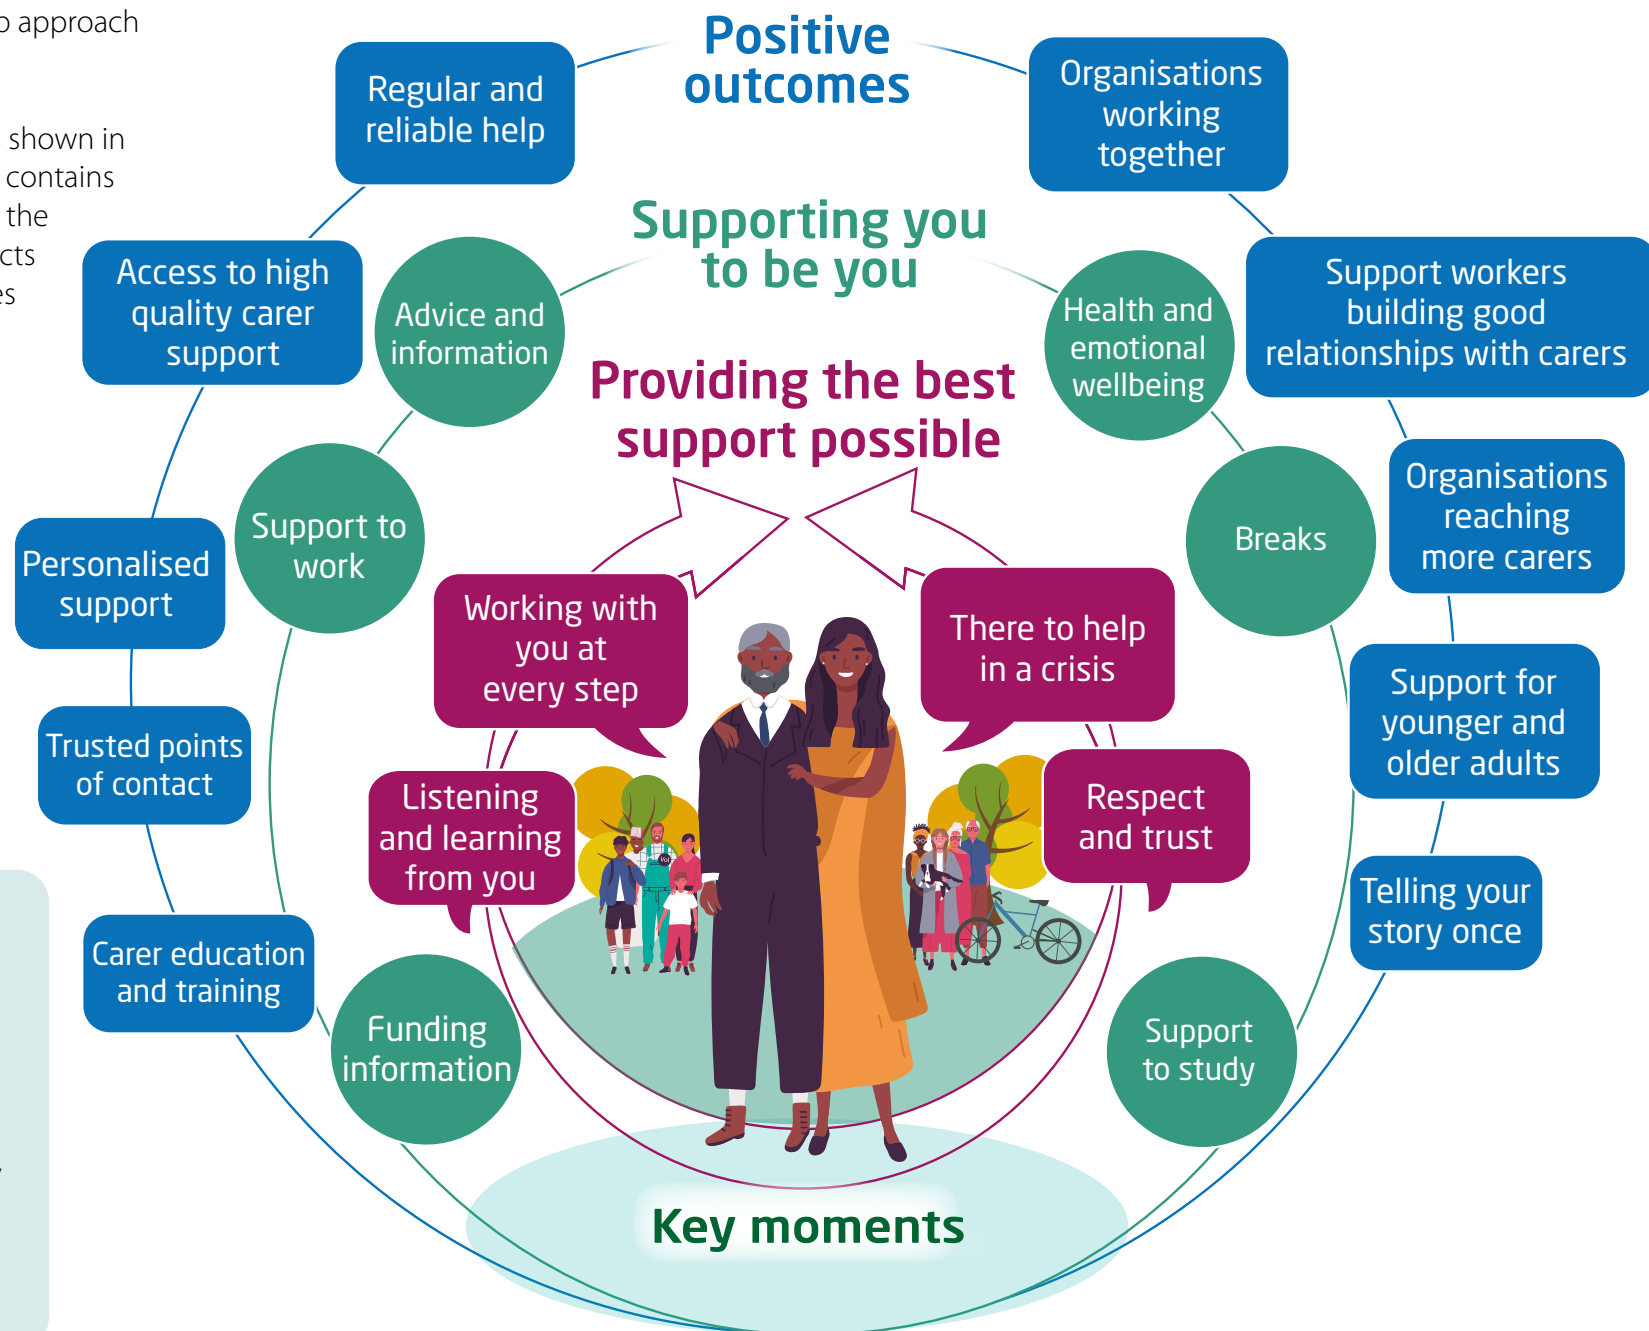 approach
shown in
contains
the
Positive
outcomes
Regular and
reliable help
Organisations
working
together
Supporting you
to be you
Access to high
quality carer
support
Advice and
information
Health and
emotional
wellbeing
Support workers
building good
relationships with carers
Providing the best
support possible
Support to
work
Breaks
Organisations
reaching
more carers
Personalised
support
Working with
you at
every step
There to help
in a crisis
Support for
younger and
older adults
Trusted points
of contact
Listening
and learning
from you
Respect
and trust
Vol
Telling your
story once
Carer education
and training
Funding
information
Support
to study
Key moments